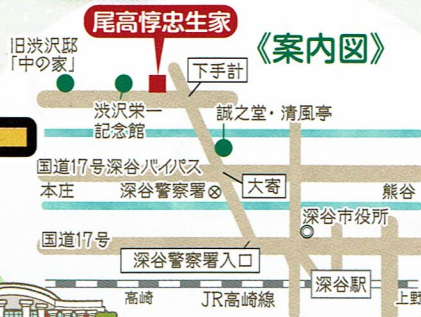 尾高惇忠生家
《案内図》
旧渋沢邸
「中の家」
下手計
渋沢栄一
記念館
誠之堂・清風亭
国道17号深谷バイパス
本庄
深谷警察署
大寄
熊谷
深谷市役所
国道17号
深谷警察署入口
深谷駅
高崎
JR高崎線
上野